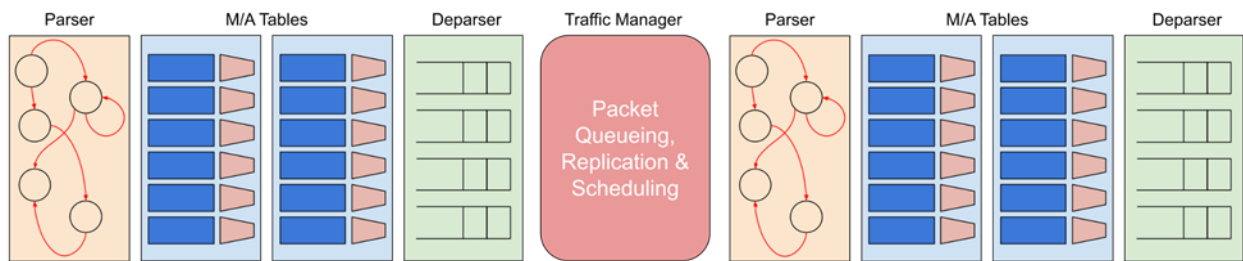 Parser
M/A Tables
Deparser
Traffic Manager
Parser
M/A Tables
Deparser
Packet
Queueing,
Replication &
Scheduling